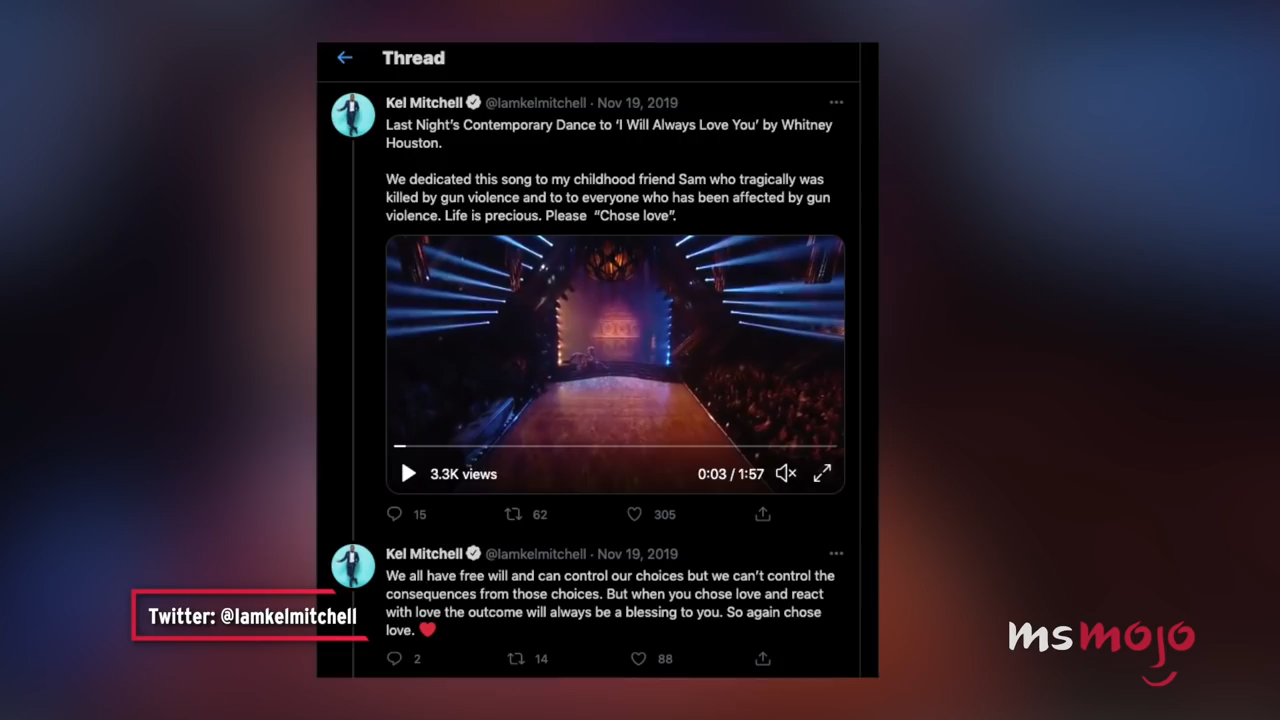 Thread
Kel Mitchell @Iamkelmitchell · Nov 19, 2019
Last Night's Contemporary Dance to 'I Will Always Love You' by Whitney
Houston.
We dedicated this song to my childhood friend Sam who tragically was
killed by gun violence and to to everyone who has been affected by gun
violence. Life is precious. Please “Chose love”.
3.3K views
0:03 / 1:57
15 62 305
Kel Mitchell @Iamkelmitchell · Nov 19, 2019
We all have free will and can control our choices but we can't control the
consequences from those choices. But when you chose love and react
with love the outcome will always be a blessing to you. So again chose
love. ❤️
2 14 88
Twitter: @Iamkelmitchell
msmojo